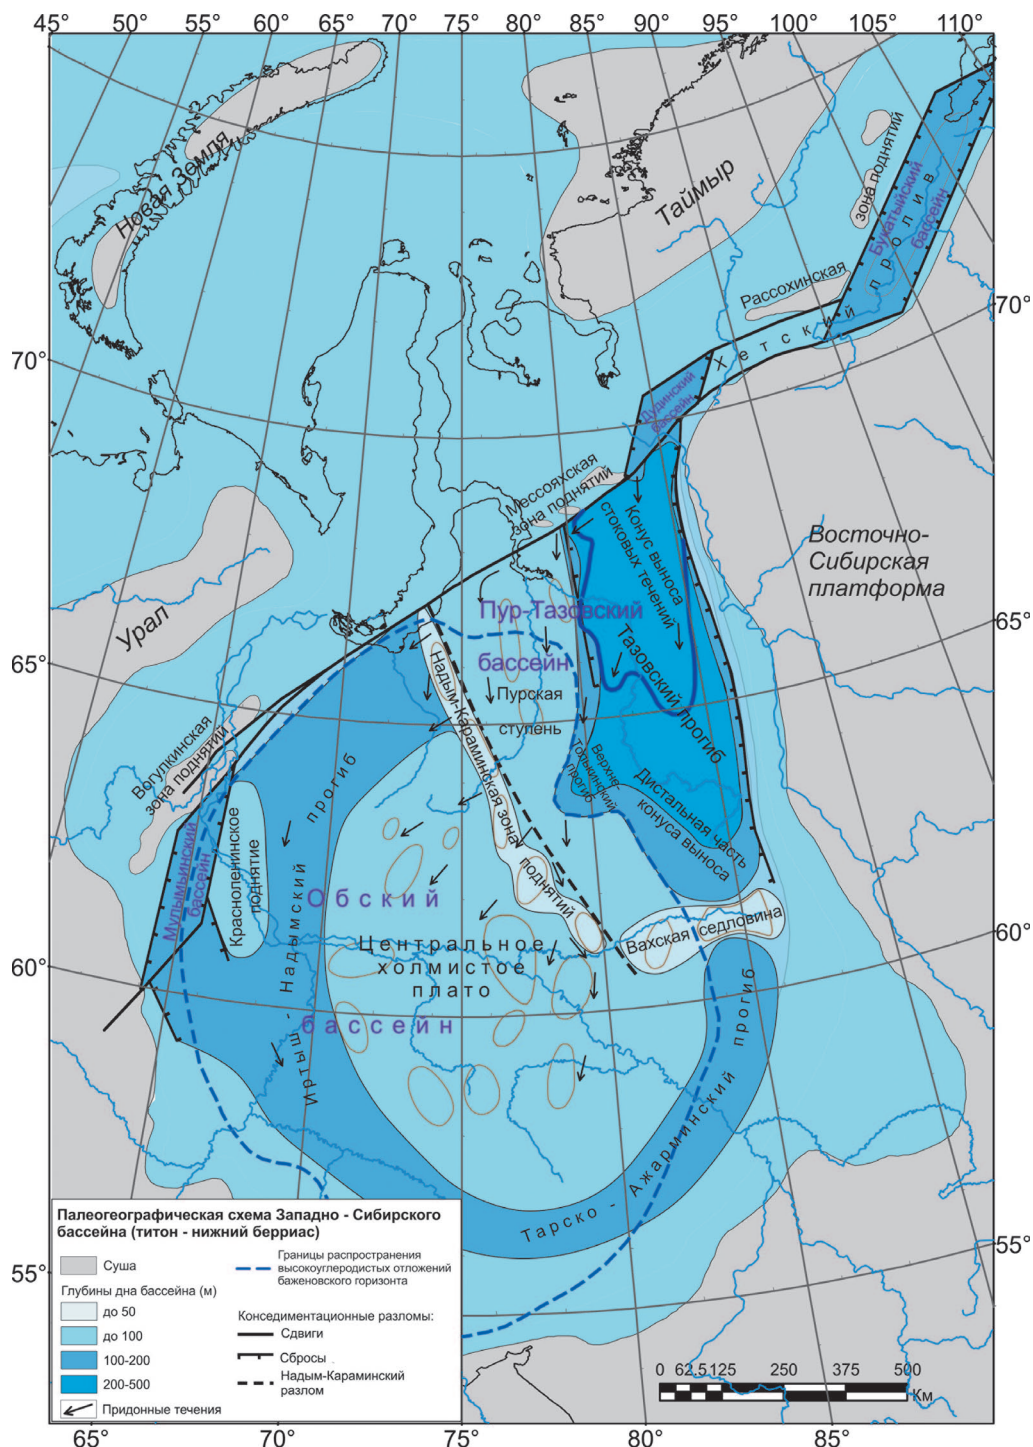 45° 50° 55° 60° 65° 70° 75° 80° 85° 90° 95° 100° 105° 110°
Новая Земля
Таймыр
зона поднятий
Рассохинская
Хетский
пролив
бассейн
70°
70°
Дудинский
бассейн
Мессояхская
зона поднятий
Конус выноса
стоковых течений
Восточно-
Сибирская
платформа
Урал
Пур-Тазовский
бассейн
Тазовский прогиб
65°
65°
Пурская
ступень
Надым-Караминская зона
поднятий
Вогулкинская
зона поднятий
Верхне-
Толькинский
прогиб
Дистальная часть
конуса выноса
Мулымьинский
бассейн
Красноленинское
поднятие
Иртыш - Надымский
прогиб
Обский
бассейн
Центральное
холмистое
плато
Вахская седловина
60°
60°
Тарско - Ажарминский
прогиб
55°
55°
Палеогеографическая схема Западно - Сибирского
бассейна (титон - нижний берриас)
Суша
Глубины дна бассейна (м)
до 50
до 100
100-200
200-500
Придонные течения
Границы распространения
высокоуглеродистых отложений
баженовского горизонта
Конседиментационные разломы:
Сдвиги
Сбросы
Надым-Караминский
разлом
0 62.5 125 250 375 500
Км
65° 70° 75° 80° 85°